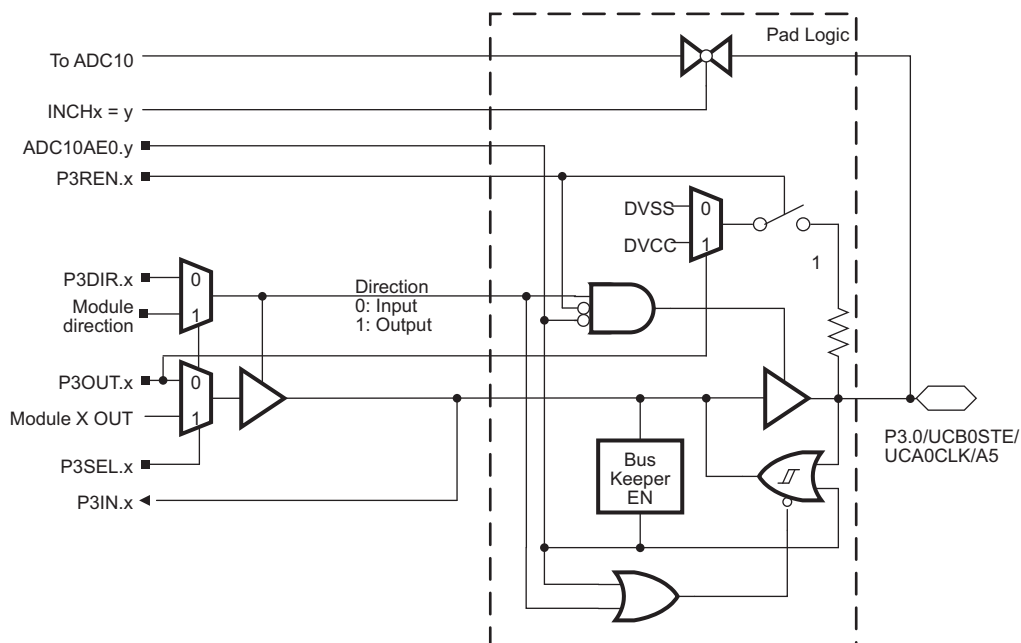 Pad Logic
To ADC10
INCHx = y
ADC10AE0.y
P3REN.x
DVSS
0
DVCC
1
1
P3DIR.x
0
Module
direction
1
Direction
0: Input
1: Output
P3OUT.x
0
Module X OUT
1
P3SEL.x
P3IN.x
Bus
Keeper
EN
P3.0/UCB0STE/
UCA0CLK/A5